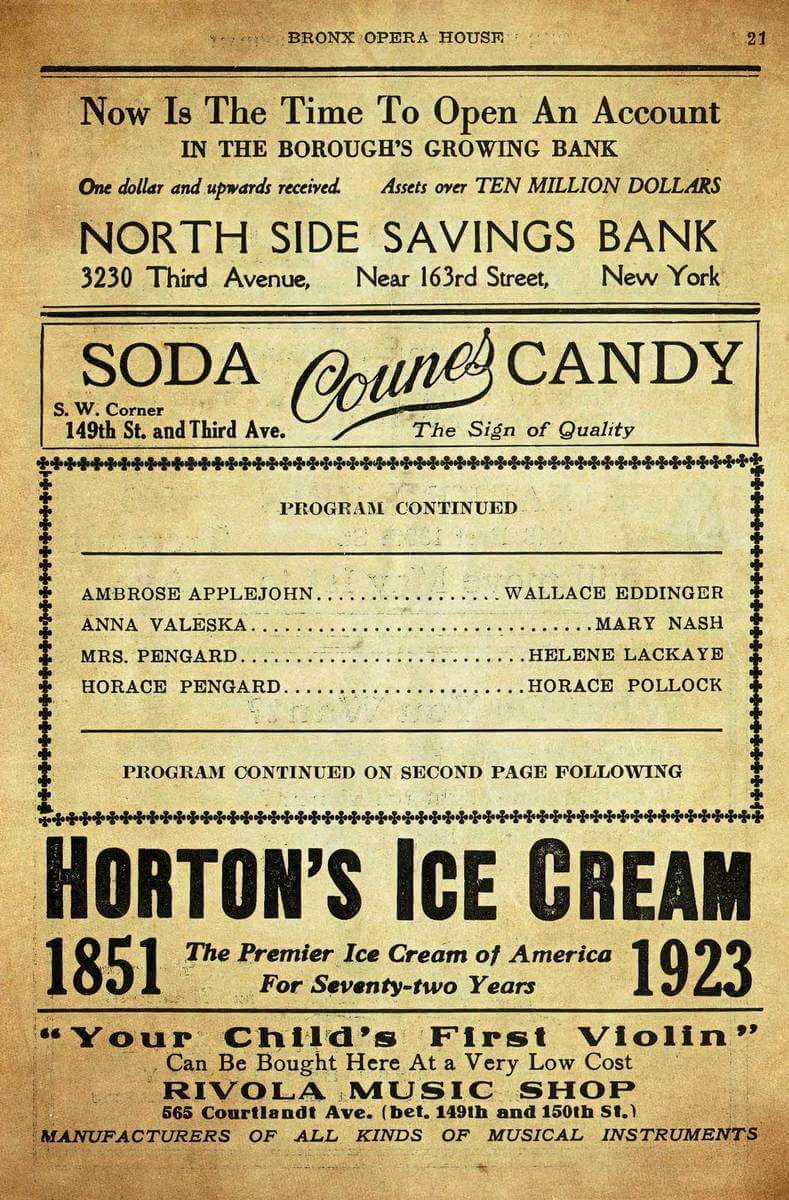 BRONX OPERA HOUSE 21
Now Is The Time To Open An Account
IN THE BOROUGH'S GROWING BANK
One dollar and upwards received. Assets over TEN MILLION DOLLARS
NORTH SIDE SAVINGS BANK
3230 Third Avenue, Near 163rd Street, New York
SODA Counes CANDY
S. W. Corner
149th St. and Third Ave. The Sign of Quality
PROGRAM CONTINUED
AMBROSE APPLEJOHN.................WALLACE EDDINGER
ANNA VALESKA................................MARY NASH
MRS. PENGARD...........................HELENE LACKAYE
HORACE PENGARD.......................HORACE POLLOCK
PROGRAM CONTINUED ON SECOND PAGE FOLLOWING
HORTON'S ICE CREAM
1851 The Premier Ice Cream of America 1923
For Seventy-two Years
"Your Child's First Violin"
Can Be Bought Here At a Very Low Cost
RIVOLA MUSIC SHOP
565 Courtlandt Ave. (bet. 149th and 150th St.)
MANUFACTURERS OF ALL KINDS OF MUSICAL INSTRUMENTS